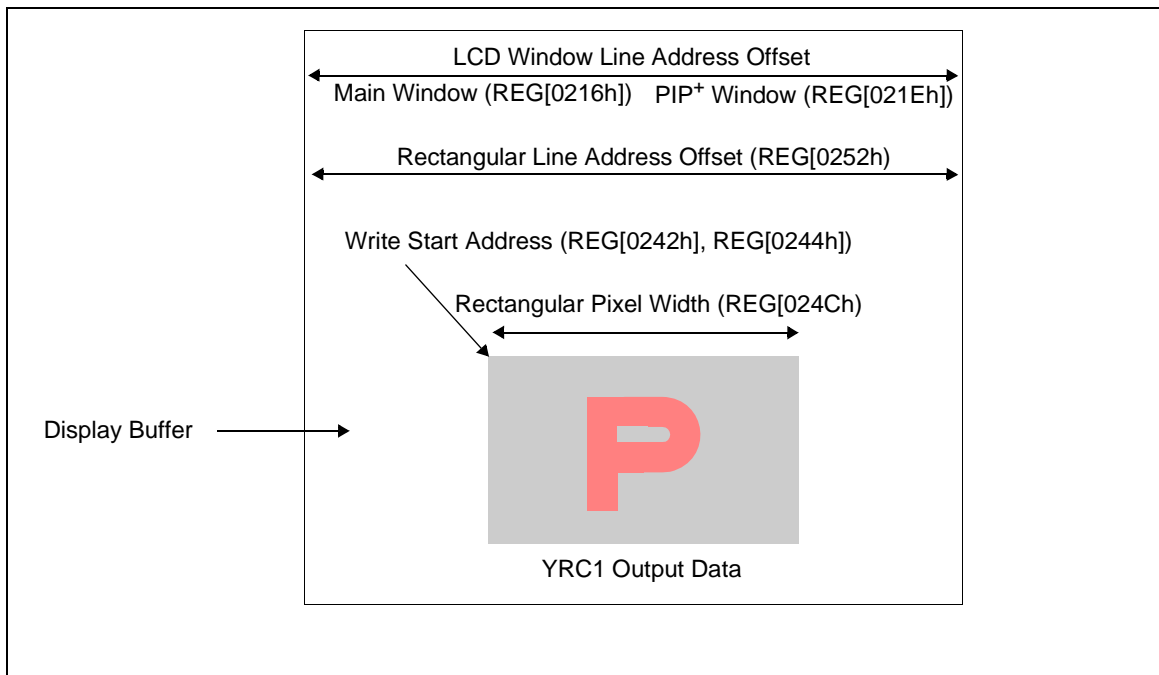 LCD Window Line Address Offset
Main Window (REG[0216h]) PIP+ Window (REG[021Eh])
Rectangular Line Address Offset (REG[0252h)
Write Start Address (REG[0242h], REG[0244h])
Rectangular Pixel Width (REG[024Ch)
Display Buffer
P
YRC1 Output Data